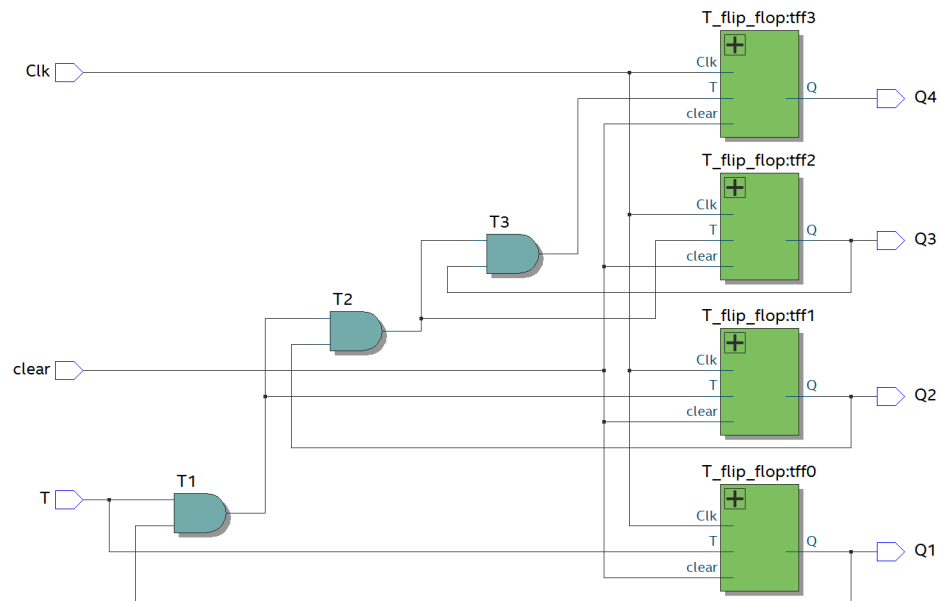 T_flip_flop:tff3
Clk
Clk
T
Q
Q4
clear
T_flip_flop:tff2
Clk
T3
T
Q
Q3
clear
T2
T_flip_flop:tff1
Clk
clear
T
Q
Q2
clear
T1
T_flip_flop:tff0
T
Clk
T
Q
Q1
clear